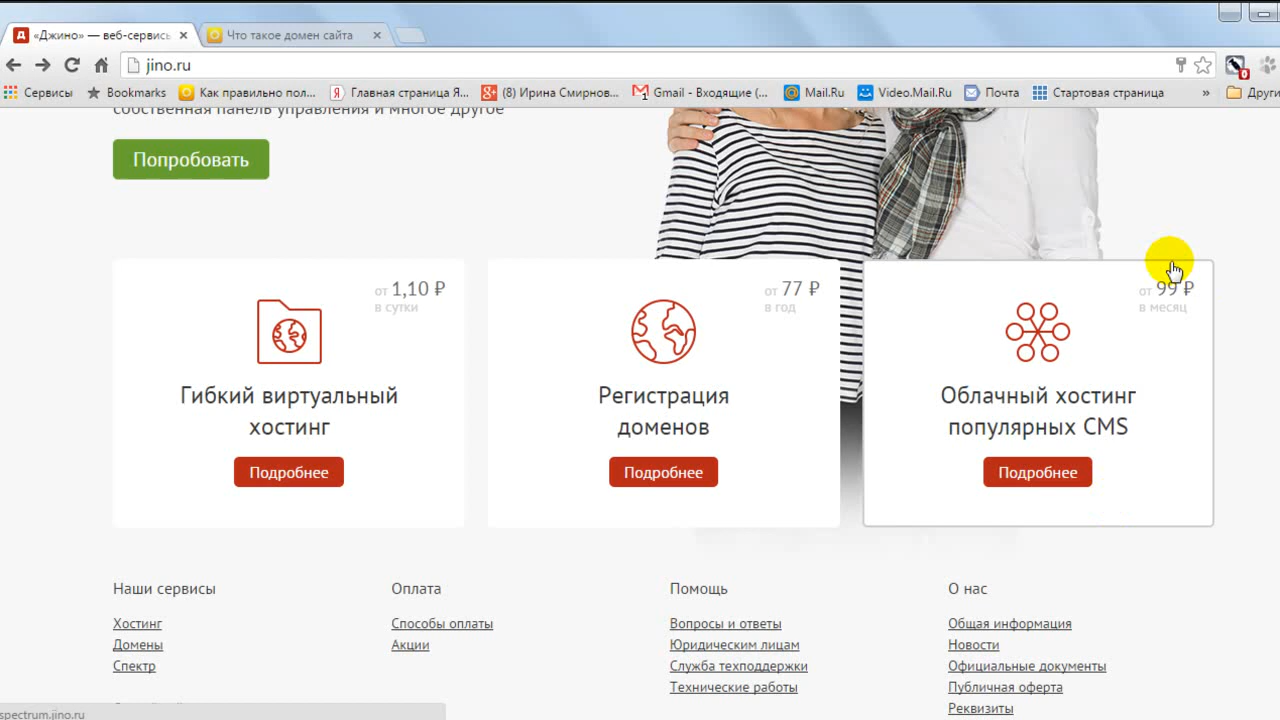 «Джино» — веб-сервись
Что такое домен сайта
jino.ru
Сервисы
Bookmarks
Как правильно пол...
Главная страница Я...
(8) Ирина Смирнов...
Gmail - Входящие (...
Mail.Ru
Video.Mail.Ru
Почта
Стартовая страница
»
Други
собственная панель управления и многое другое
Попробовать
от 1,10 ₽
в сутки
Гибкий виртуальный
хостинг
Подробнее
от 77 ₽
в год
Регистрация
доменов
Подробнее
от 99 ₽
в месяц
Облачный хостинг
популярных CMS
Подробнее
Наши сервисы
Хостинг
Домены
Спектр
Оплата
Способы оплаты
Акции
Помощь
Вопросы и ответы
Юридическим лицам
Служба техподдержки
Технические работы
О нас
Общая информация
Новости
Официальные документы
Публичная оферта
Реквизиты
spectrum.jino.ru